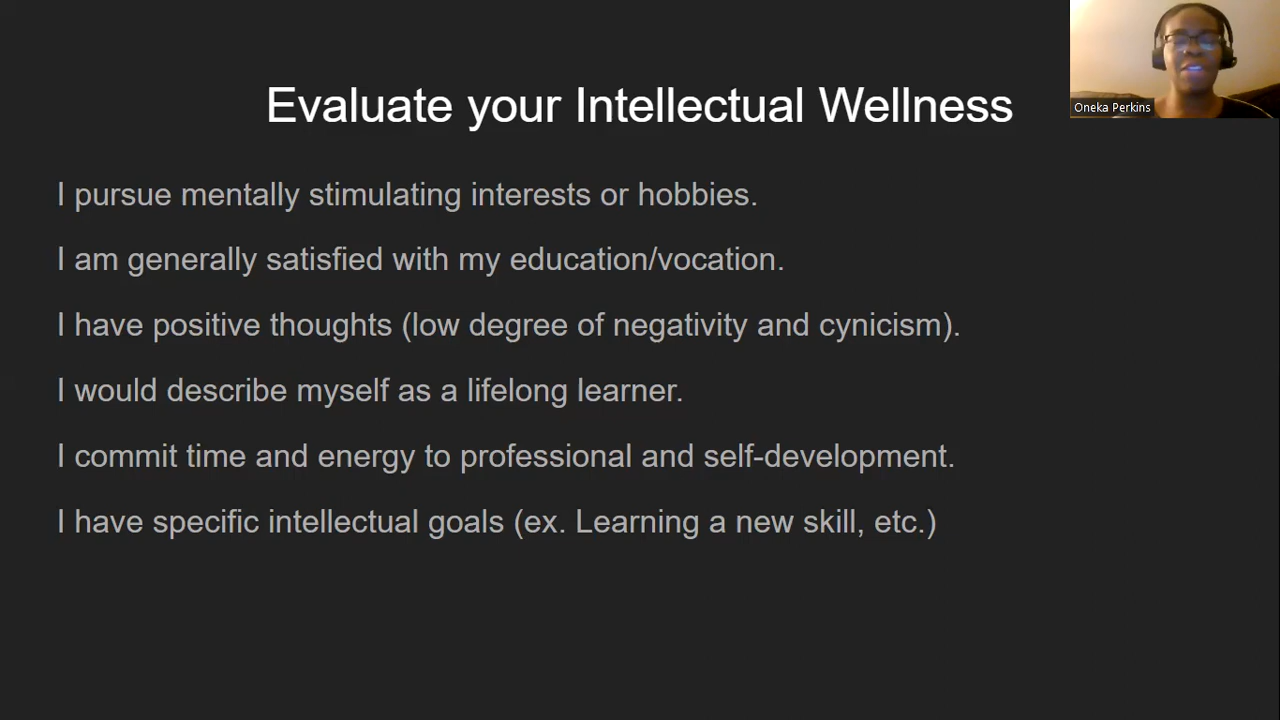 Evaluate your Intellectual Wellness
Oneka Perkins
I pursue mentally stimulating interests or hobbies.
I am generally satisfied with my education/vocation.
I have positive thoughts (low degree of negativity and cynicism).
I would describe myself as a lifelong learner.
I commit time and energy to professional and self-development.
I have specific intellectual goals (ex. Learning a new skill, etc.)